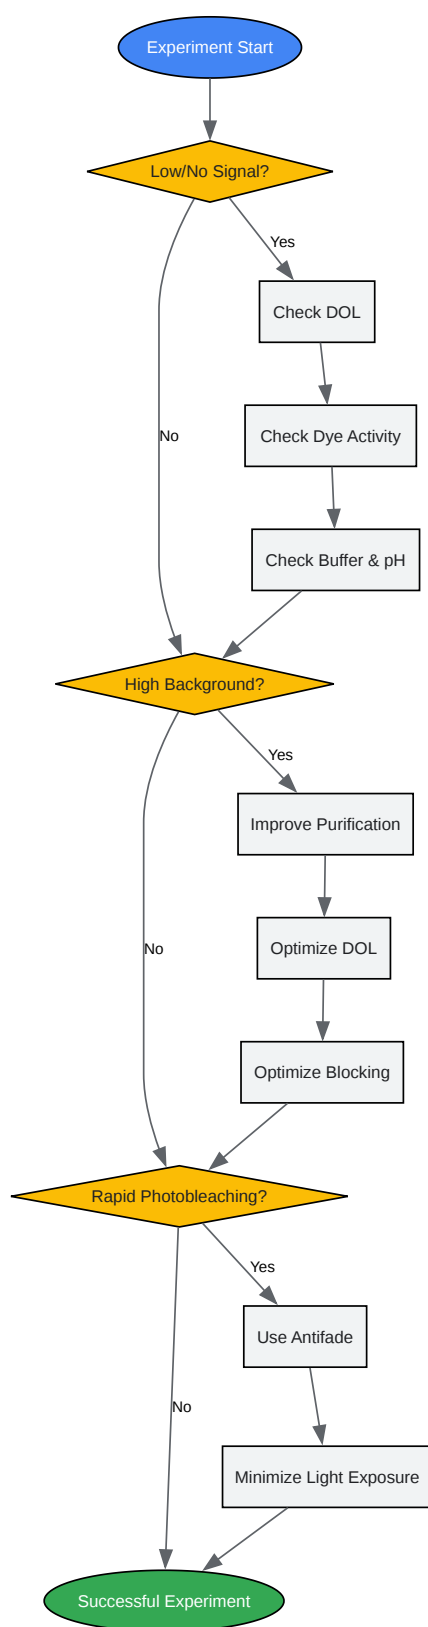 Experiment Start
Low/No Signal?
Yes
Check DOL
Check Dye Activity
No
Check Buffer & pH
High Background?
Yes
Improve Purification
No
Optimize DOL
Optimize Blocking
Rapid Photobleaching?
Yes
Use Antifade
No
Minimize Light Exposure
Successful Experiment